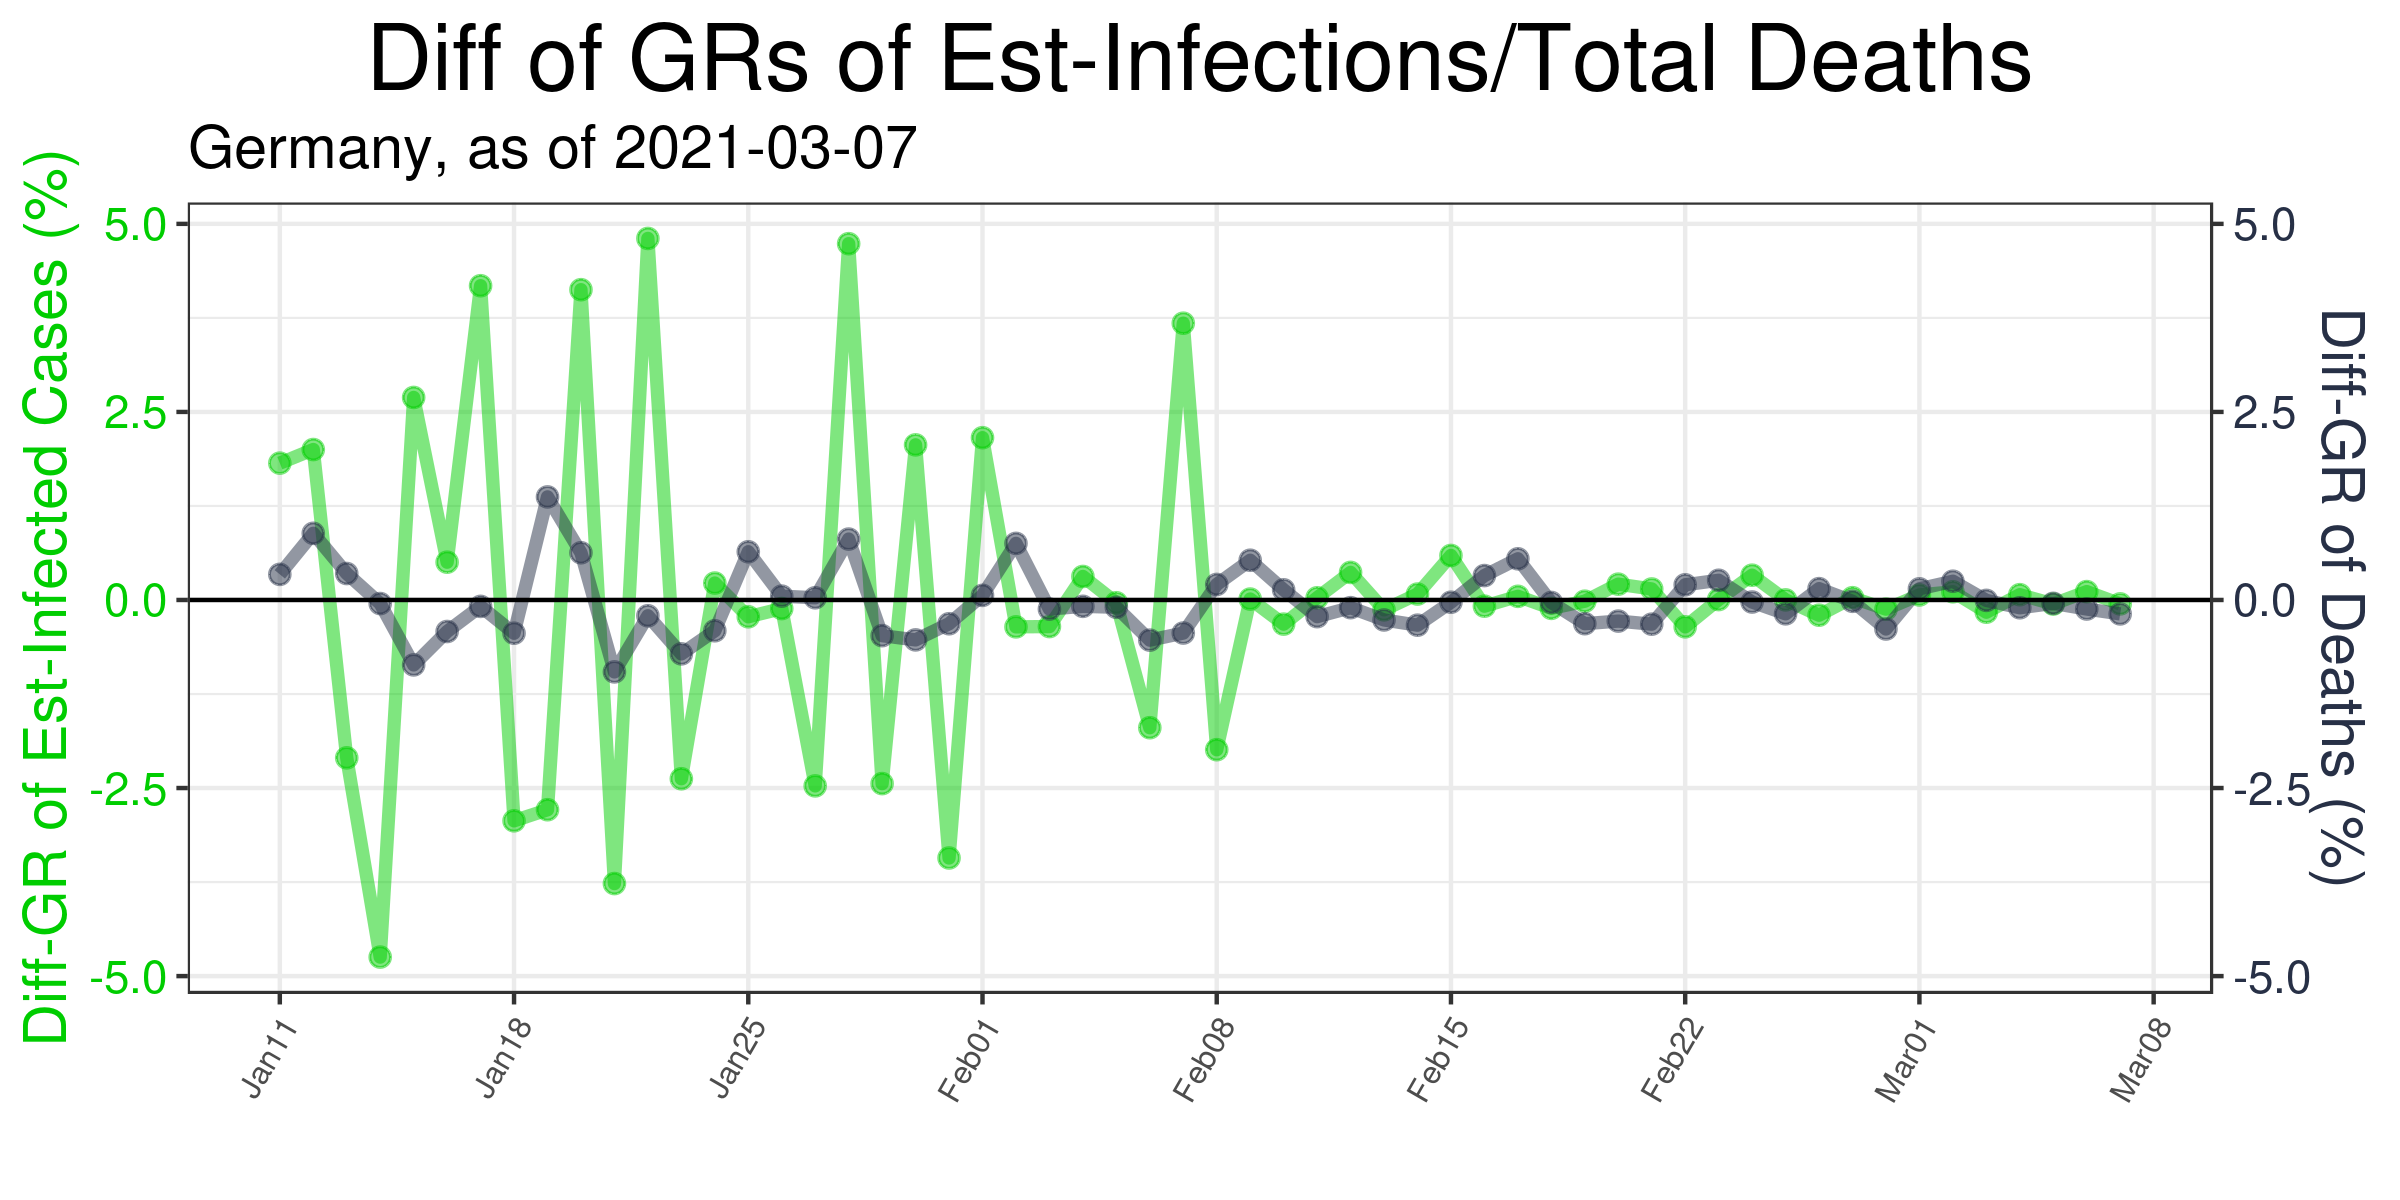 Diff of GRs of Est-Infections/Total Deaths
Germany, as of 2021-03-07
Diff-GR of Est-Infected Cases (%)
5.0
2.5
0.0
-2.5
-5.0
5.0
2.5
0.0
-2.5
-5.0
Diff-GR of Deaths (%)
Jan11
Jan18
Jan25
Feb01
Feb08
Feb15
Feb22
Mar01
Mar08